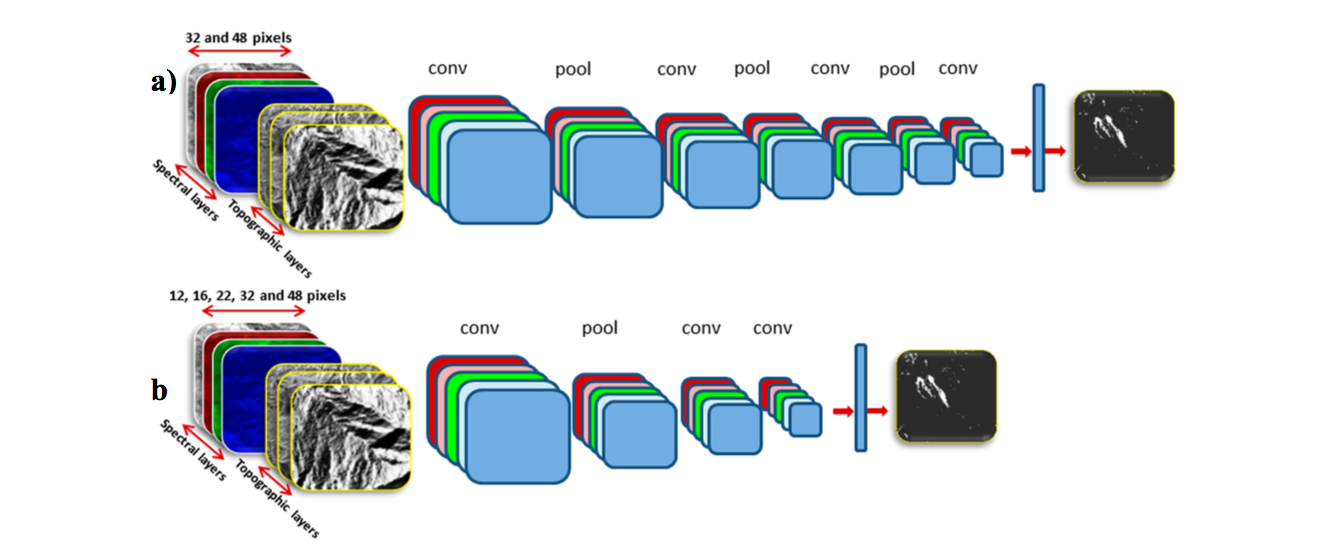 32 and 48 pixels
a)
conv
pool
conv
pool
conv
pool
conv
Spectral layers
Topographic layers
12, 16, 22, 32 and 48 pixels
b
conv
pool
conv
conv
Spectral layers
Topographic layers